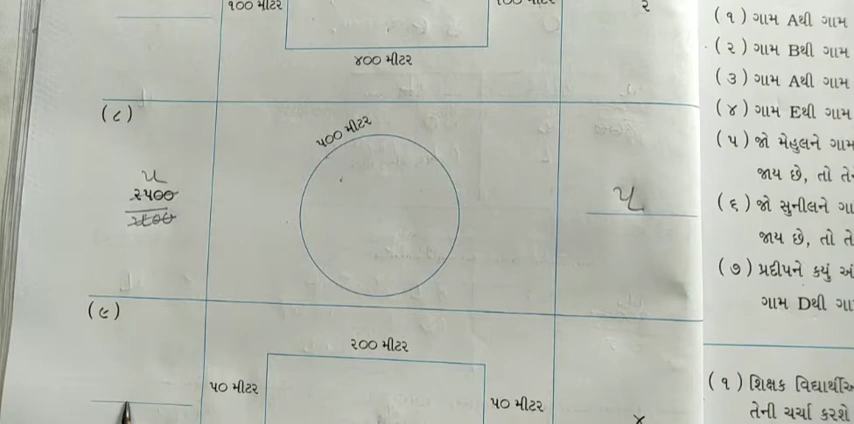 ૧૦૦ મીટર
૧૦૦ મીટર
૨
૪૦૦ મીટર
(૮)
૫૦૦ મીટર
૫
૨૫૦૦
૫
(૯)
૨૦૦ મીટર
૫૦ મીટર
૫૦ મીટર
(૧) ગામ Aથી ગામ
(૨) ગામ Bથી ગામ
(૩) ગામ Aથી ગામ
(૪) ગામ Eથી ગામ
(૫) જો મેહુલને ગામ
જાય છે, તો તે
(૬) જો સુનીલને ગા
જાય છે, તો તે
(૭) પ્રદીપને કયું અં
ગામ Dથી ગા
(૧) શિક્ષક વિદ્યાર્થીઓ
તેની ચર્ચા કરશે